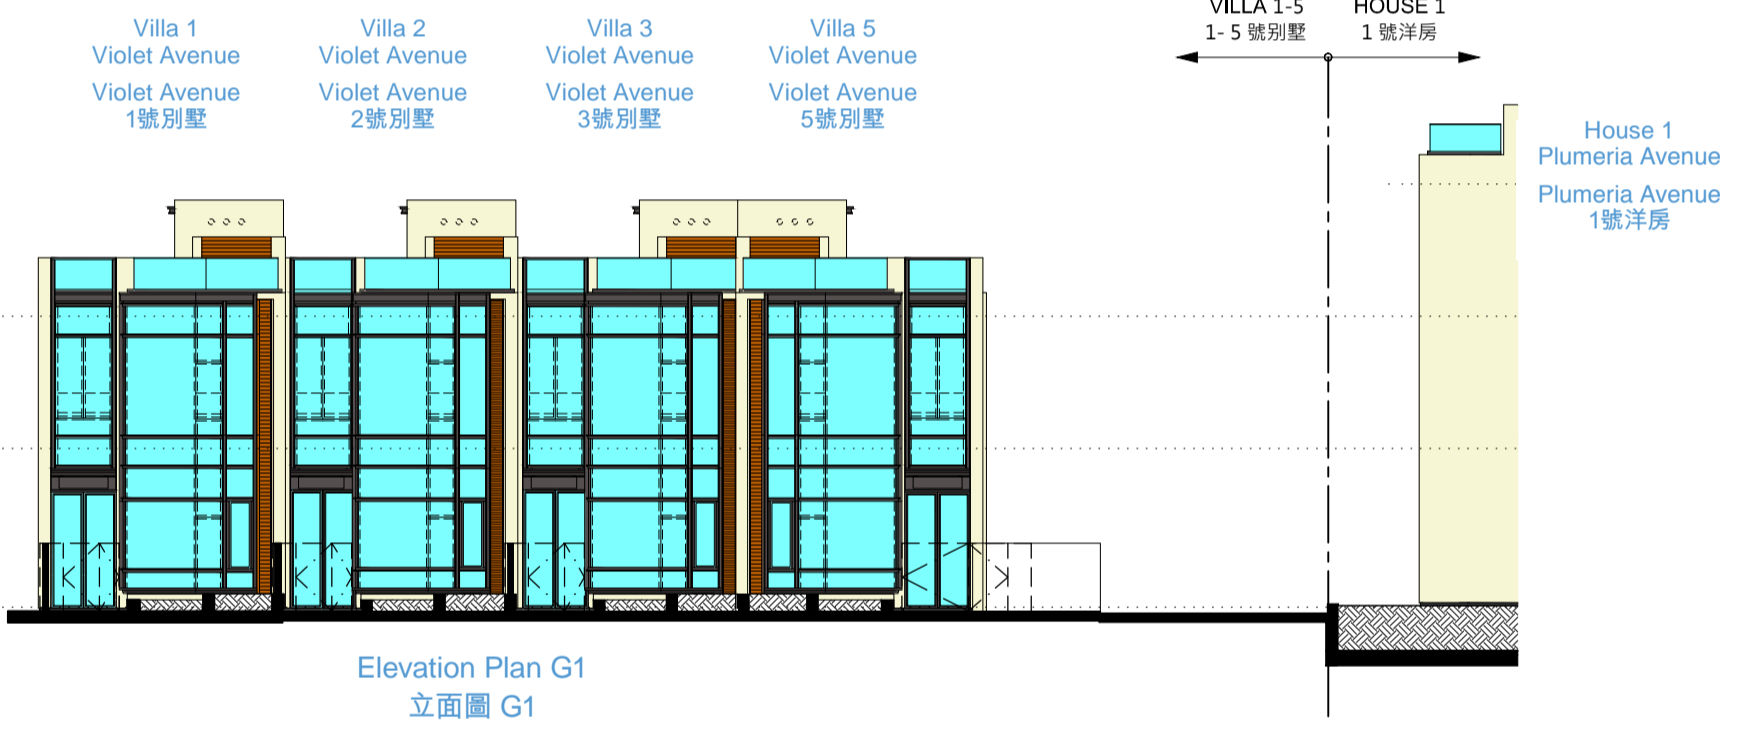 Villa 1
Violet Avenue
Violet Avenue
1號別墅
Villa 2
Violet Avenue
Violet Avenue
2號別墅
Villa 3
Violet Avenue
Violet Avenue
3號別墅
Villa 5
Violet Avenue
Violet Avenue
5號別墅
VILLA 1-5
1- 5 號別墅
HOUSE 1
1 號洋房
House 1
Plumeria Avenue
Plumeria Avenue
1號洋房
Elevation Plan G1
立面圖 G1